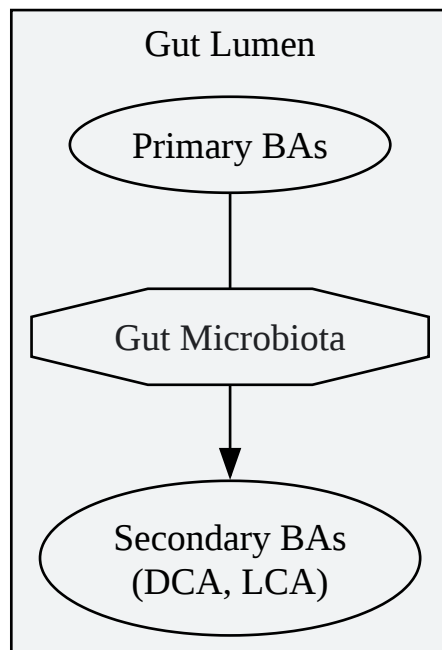 Gut Lumen
Primary BAs
Gut Microbiota
Secondary BAs
(DCA, LCA)